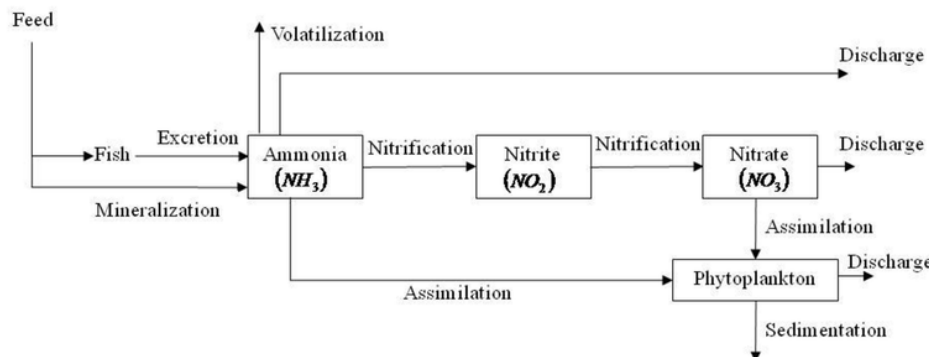 Feed
Volatilization
Discharge
Fish
Excretion
Ammonia
(NH₃)
Nitrification
Nitrite
(NO₂)
Nitrification
Nitrate
(NO₃)
Discharge
Mineralization
Assimilation
Assimilation
Phytoplankton
Discharge
Sedimentation